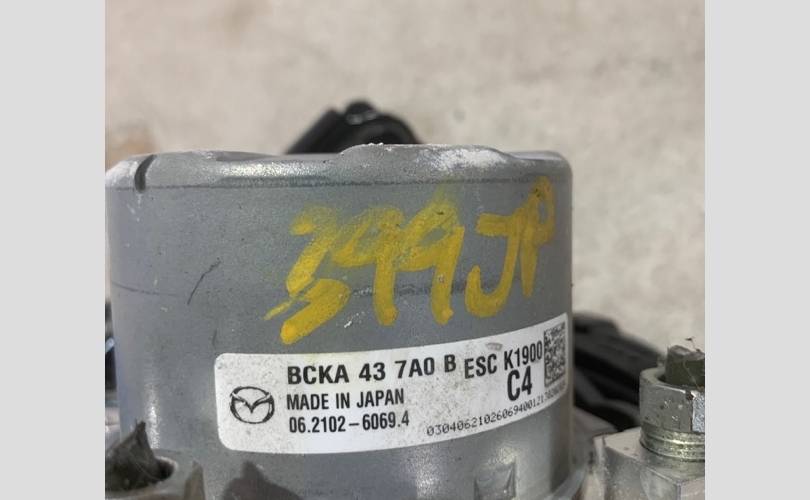 399JP
BCKA 43 7A0 B ESC K1900
MADE IN JAPAN C4
06.2102-6069.4